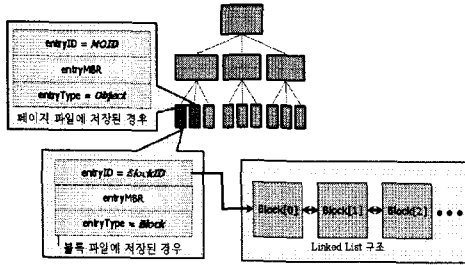 entryID = MOID
entryMBR
entryType = Object
페이지 파일에 저장된 경우
entryID = BlockID
entryMBR
entryType = Block
블록 파일에 저장된 경우
Block[0]
Block[1]
Block[2]
Linked List 구조